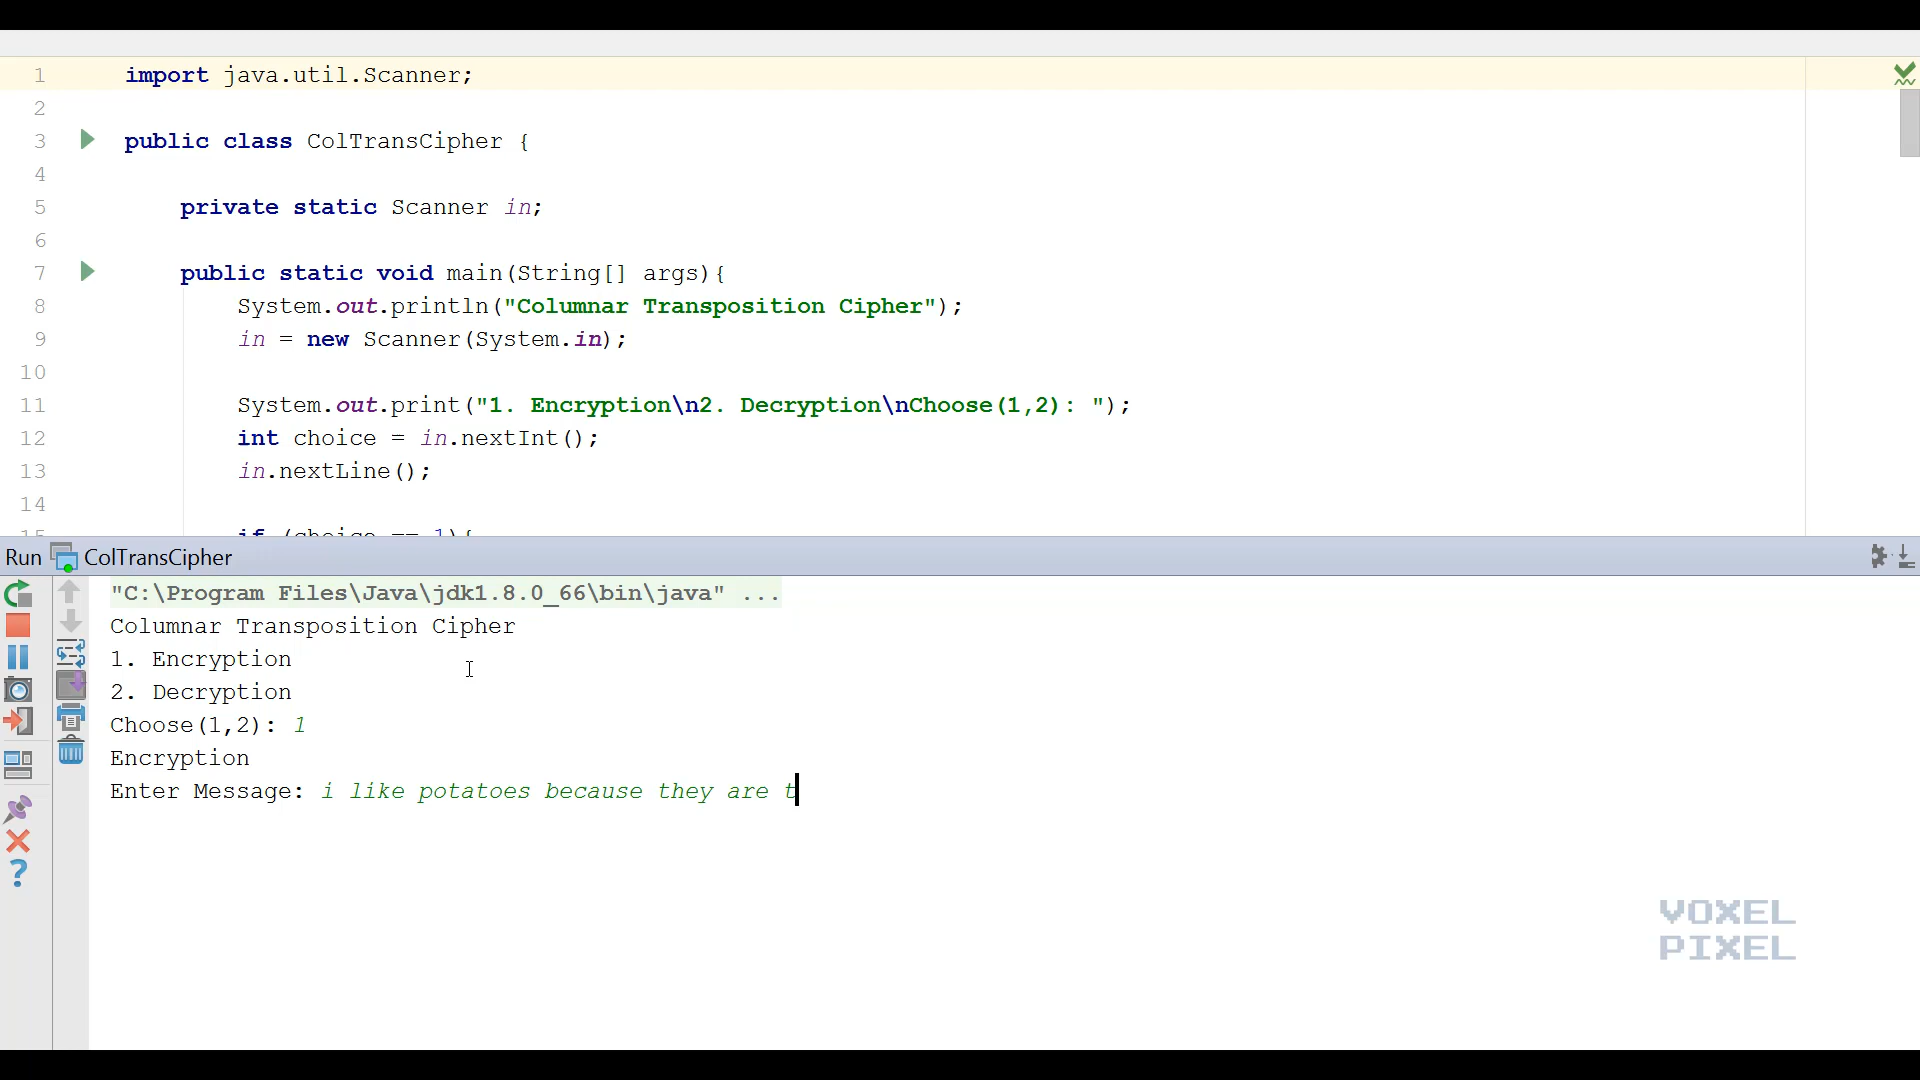 1 import java.util.Scanner;
2
3 public class ColTransCipher {
4
5 private static Scanner in;
6
7 public static void main(String[] args){
8 System.out.println("Columnar Transposition Cipher");
9 in = new Scanner(System.in);
10
11 System.out.print("1. Encryption\n2. Decryption\nChoose(1,2): ");
12 int choice = in.nextInt();
13 in.nextLine();
14
15 if (choice == 1){
Run ColTransCipher
"C:\Program Files\Java\jdk1.8.0_66\bin\java" ...
Columnar Transposition Cipher
1. Encryption
2. Decryption
Choose(1,2): 1
Encryption
Enter Message: i like potatoes because they are t
VOXEL
PIXEL